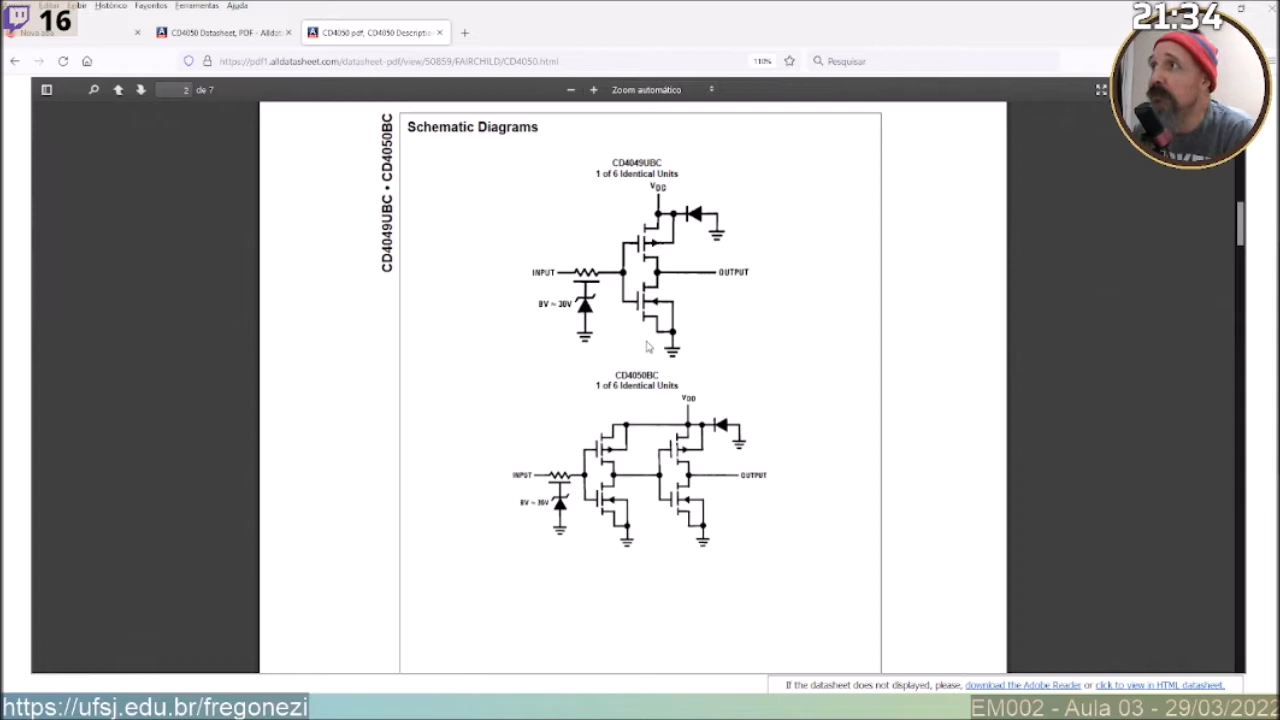 16
Editar Exibir Histórico Favoritos Ferramentas Ajuda
21:34
Nova aba
CD4050 Datasheet, PDF - Alldat
CD4050 pdf, CD4050 Descriptio
https://pdf1.alldatasheet.com/datasheet-pdf/view/50859/FAIRCHILD/CD4050.html
110%
Pesquisar
2 de 7
Zoom automático
CD4049UBC • CD4050BC
Schematic Diagrams
CD4049UBC
1 of 6 Identical Units
VDD
INPUT
OUTPUT
8V ~ 30V
CD4050BC
1 of 6 Identical Units
VDD
INPUT
OUTPUT
8V ~ 30V
If the datasheet does not displayed, please, download the Adobe Reader or click to view in HTML datasheet.
https://ufsj.edu.br/fregonezi
EM002 - Aula 03 - 29/03/2022